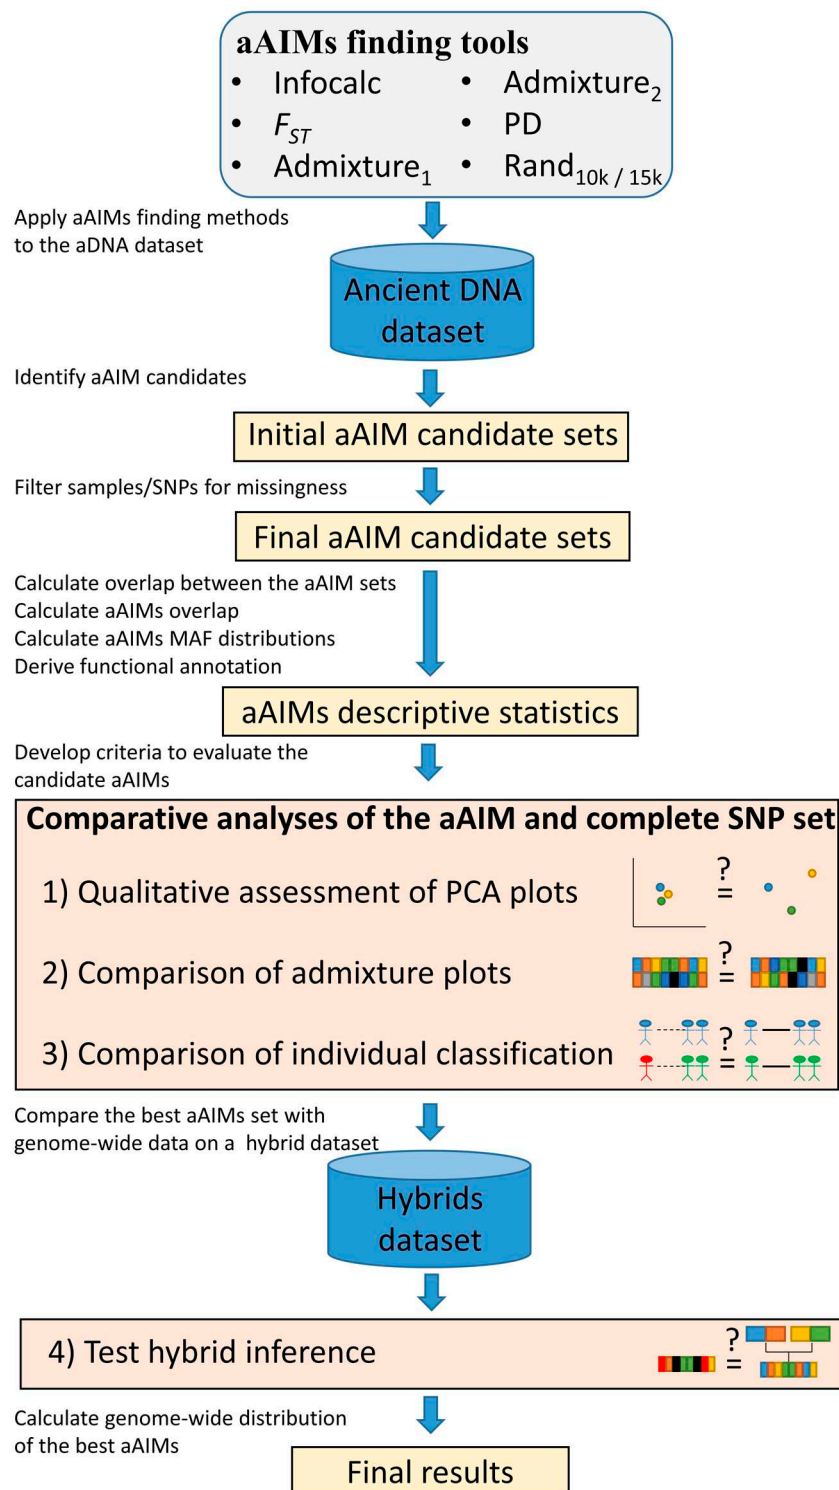 aAIMs finding tools
• Infocalc • Admixture2
• FST • PD
• Admixture1 • Rand10k / 15k
Apply aAIMs finding methods
to the aDNA dataset
Ancient DNA
dataset
Identify aAIM candidates
Initial aAIM candidate sets
Filter samples/SNPs for missingness
Final aAIM candidate sets
Calculate overlap between the aAIM sets
Calculate aAIMs overlap
Calculate aAIMs MAF distributions
Derive functional annotation
aAIMs descriptive statistics
Develop criteria to evaluate the
candidate aAIMs
Comparative analyses of the aAIM and complete SNP set
1) Qualitative assessment of PCA plots
?
=
2) Comparison of admixture plots
?
=
3) Comparison of individual classification
?
=
Compare the best aAIMs set with
genome-wide data on a hybrid dataset
Hybrids
dataset
4) Test hybrid inference
?
=
Calculate genome-wide distribution
of the best aAIMs
Final results